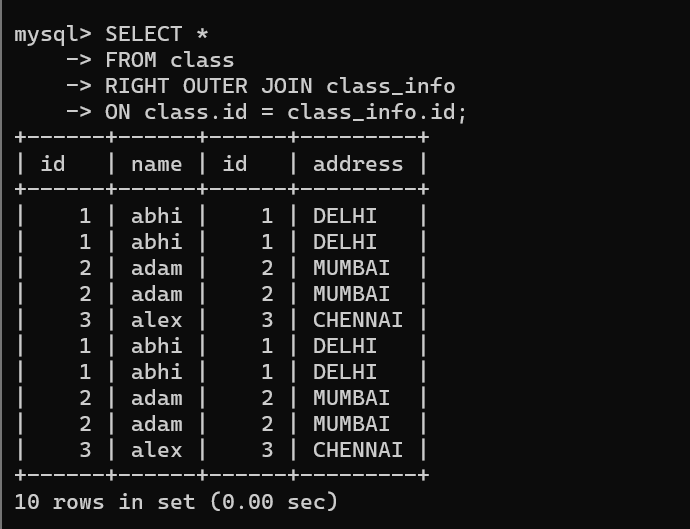 mysql> SELECT *
    -> FROM class
    -> RIGHT OUTER JOIN class_info
    -> ON class.id = class_info.id;
+------+------+------+---------+
| id   | name | id   | address |
+------+------+------+---------+
|    1 | abhi |    1 | DELHI   |
|    1 | abhi |    1 | DELHI   |
|    2 | adam |    2 | MUMBAI  |
|    2 | adam |    2 | MUMBAI  |
|    3 | alex |    3 | CHENNAI |
|    1 | abhi |    1 | DELHI   |
|    1 | abhi |    1 | DELHI   |
|    2 | adam |    2 | MUMBAI  |
|    2 | adam |    2 | MUMBAI  |
|    3 | alex |    3 | CHENNAI |
+------+------+------+---------+
10 rows in set (0.00 sec)